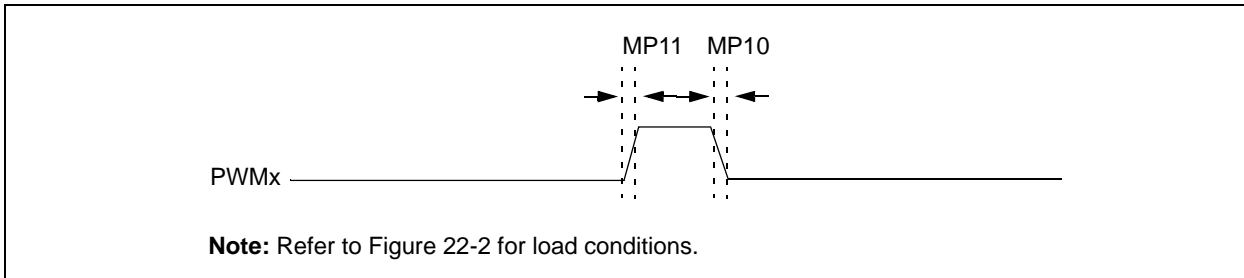 MP11 MP10
PWMx
Note: Refer to Figure 22-2 for load conditions.